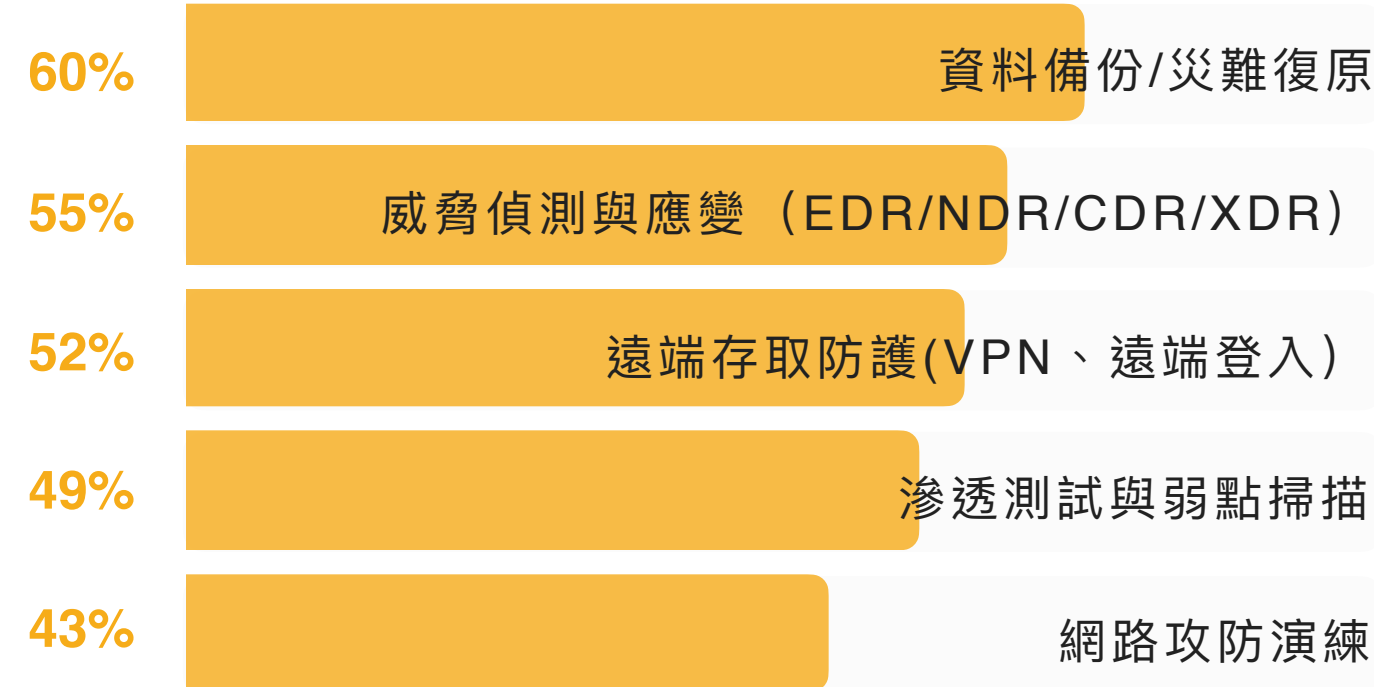 60% 資料備份/災難復原
55% 威脅偵測與應變（EDR/NDR/CDR/XDR）
52% 遠端存取防護(VPN、遠端登入）
49% 滲透測試與弱點掃描
43% 網路攻防演練